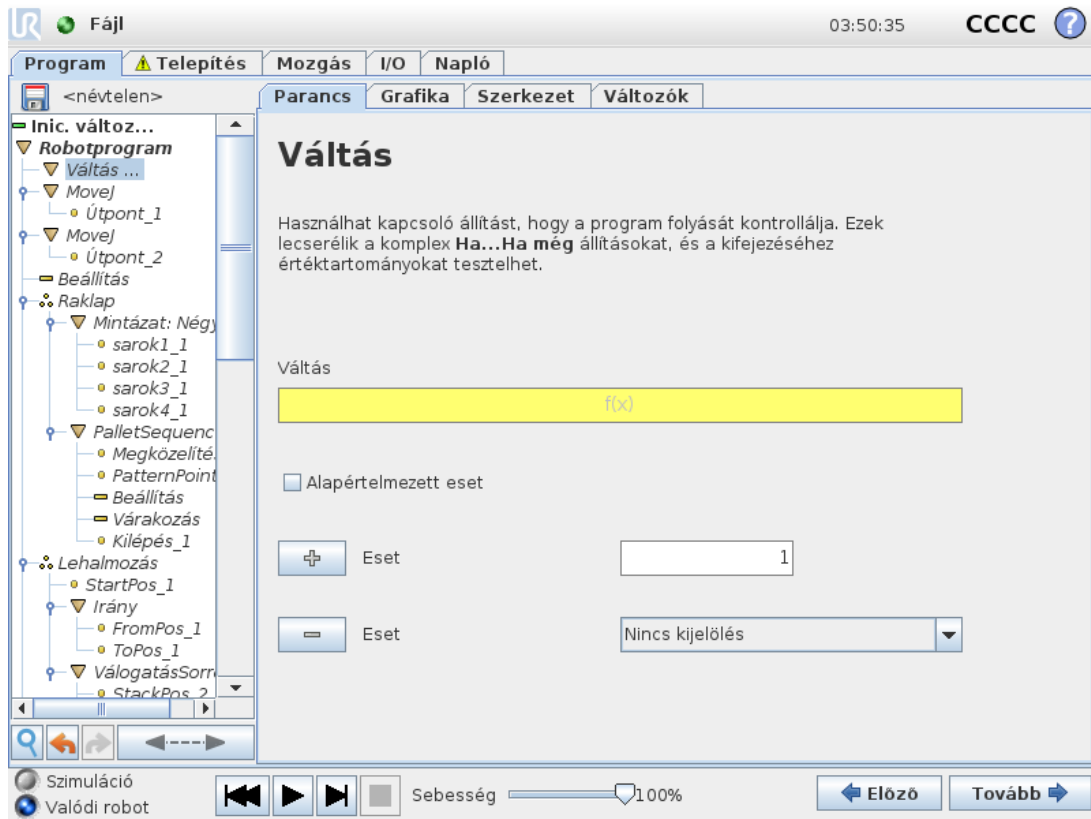 UR Fájl 03:50:35 CCCC ?
Program Telepítés Mozgás I/O Napló
<névtelen>
Parancs Grafika Szerkezet Változók
Inic. változ...
Robotprogram
Váltás ...
MoveJ
Útpont_1
MoveJ
Útpont_2
Beállítás
Raklap
Mintázat: Négy
sarok1_1
sarok2_1
sarok3_1
sarok4_1
PalletSequenc
Megközelítés
PatternPoint
Beállítás
Várakozás
Kilépés_1
Lehalmozás
StartPos_1
Irány
FromPos_1
ToPos_1
VálogatásSorr
StackPos_2
Váltás
Használhat kapcsoló állítást, hogy a program folyását kontrollálja. Ezek
lecserélik a komplex Ha...Ha még állításokat, és a kifejezéséhez
értéktartományokat tesztelhet.
Váltás
f(x)
Alapértelmezett eset
Eset 1
Eset Nincs kijelölés
Szimuláció
Valódi robot
Sebesség 100%
Előző Tovább